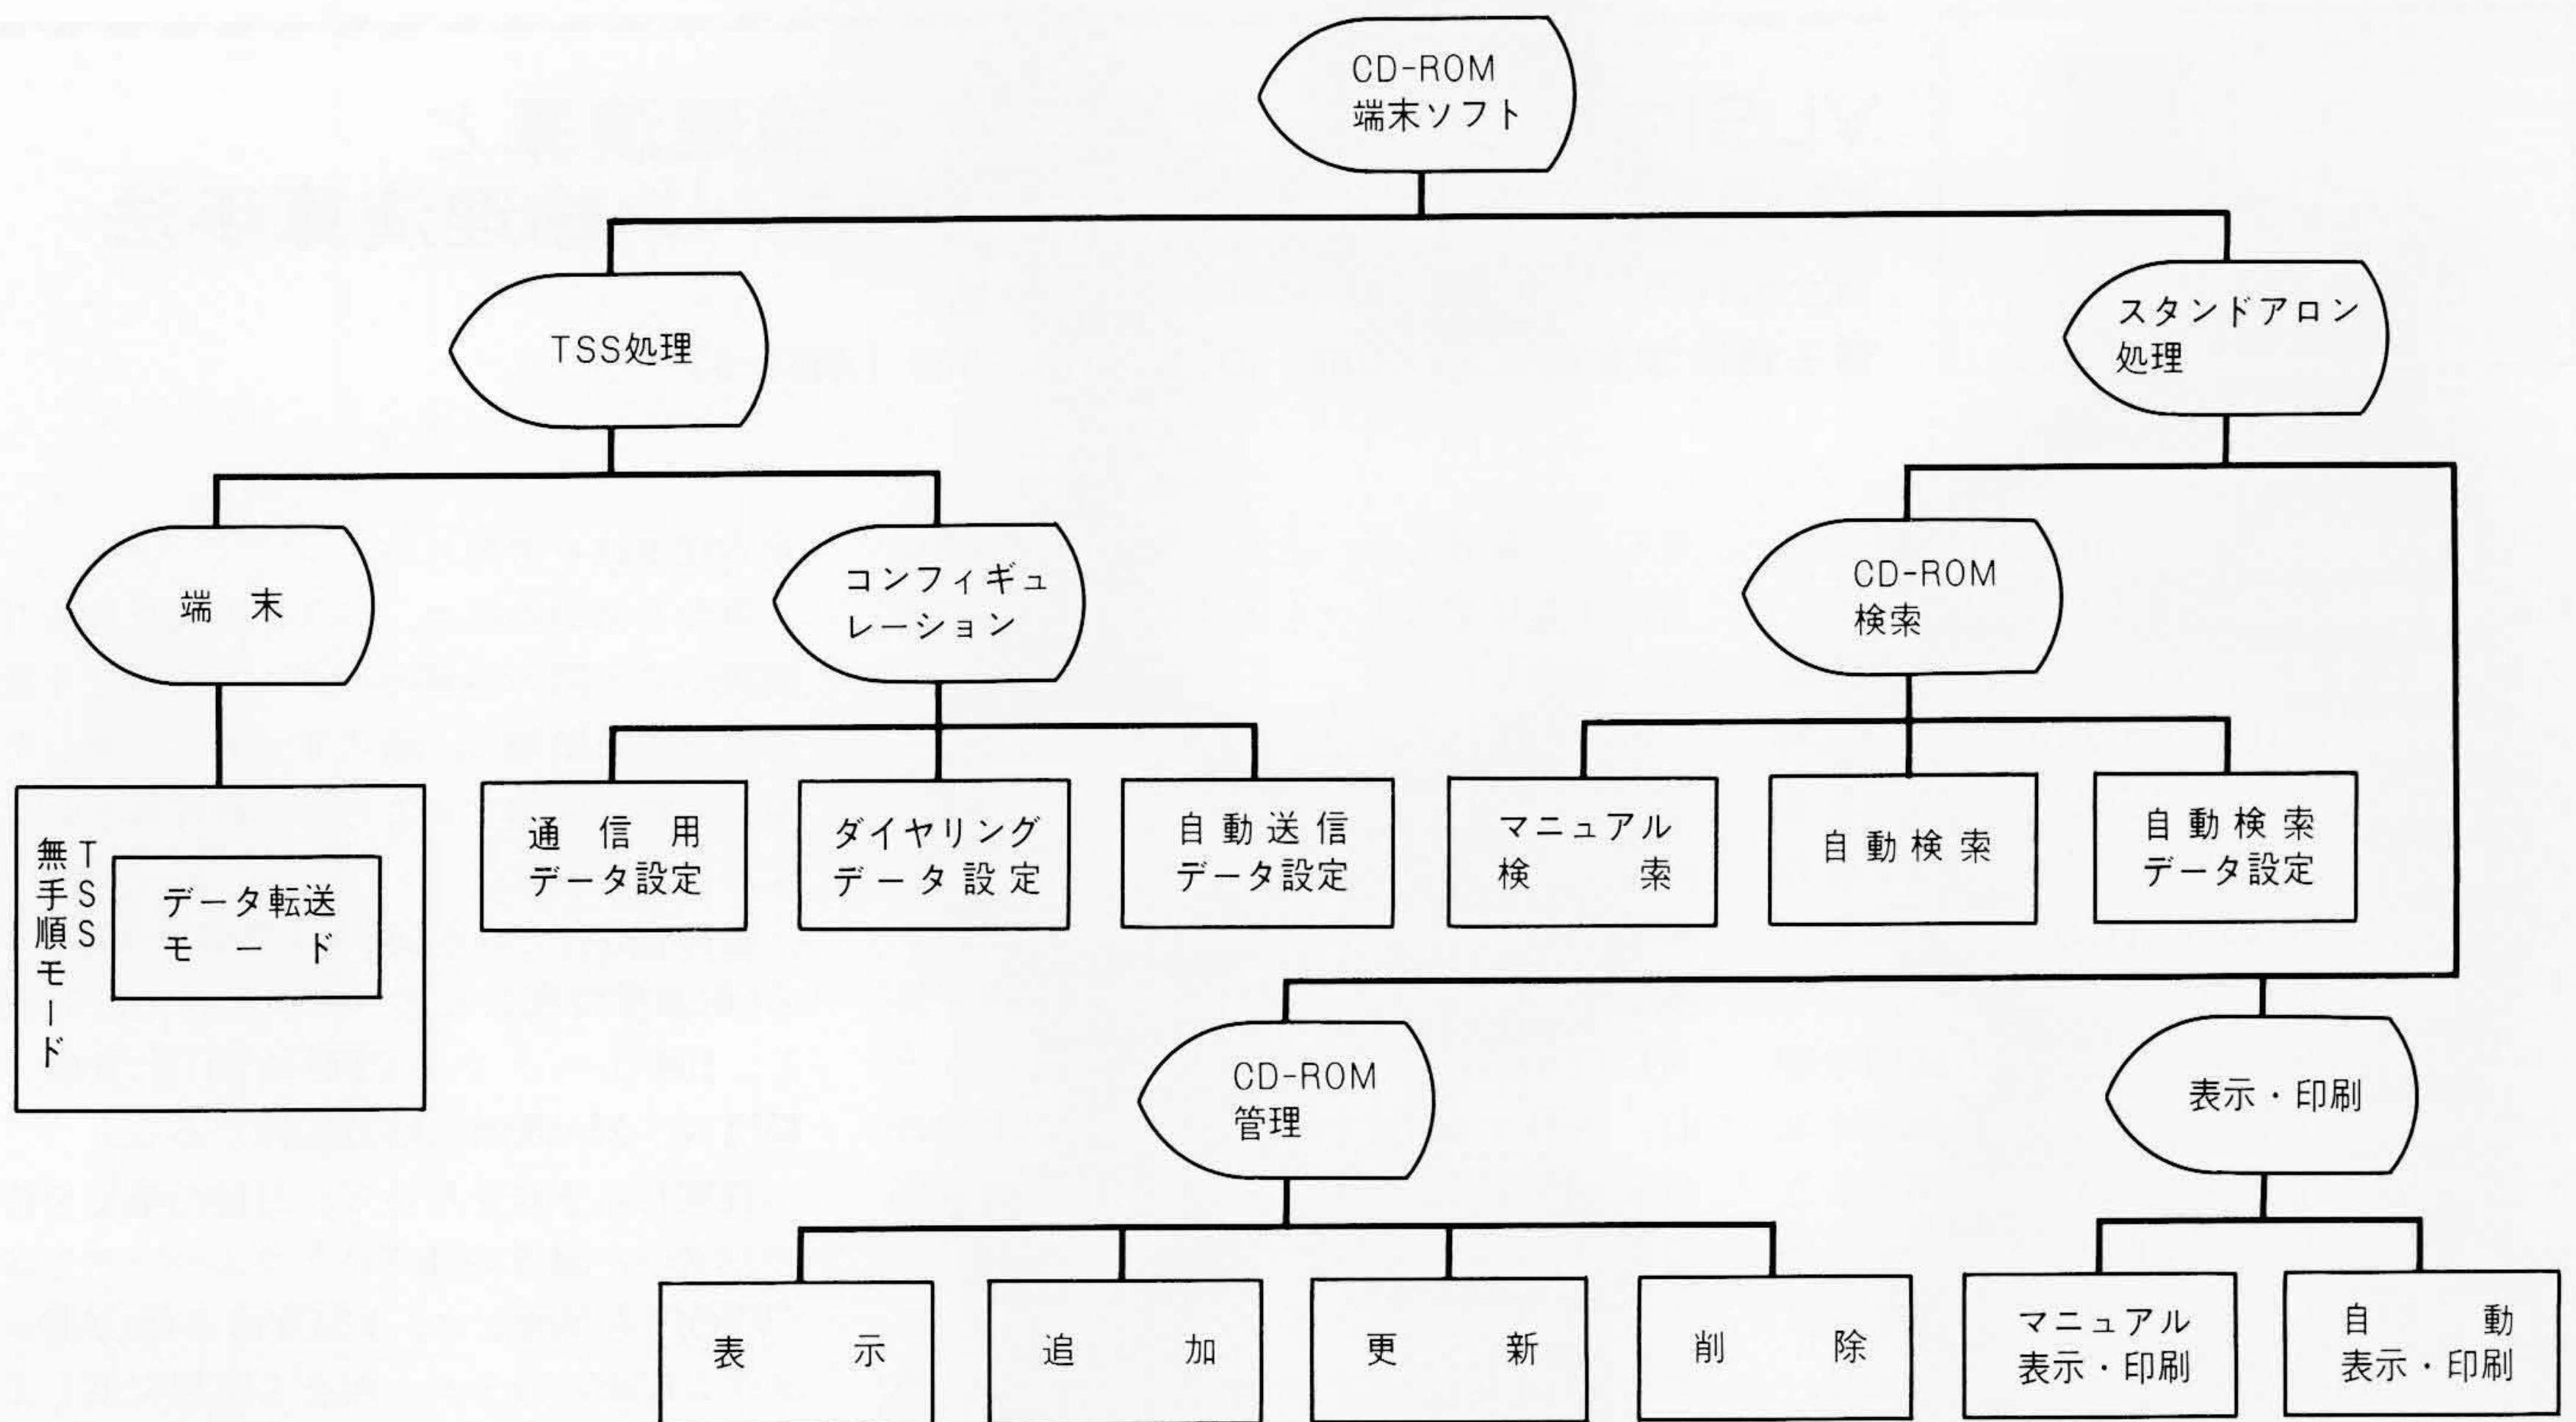 CD-ROM
端末ソフト
TSS処理
スタンドアロン
処理
端 末
コンフィギュ
レーション
CD-ROM
検索
TSS
無手順モード
データ転送
モード
通信用
データ設定
ダイヤリング
データ設定
自動送信
データ設定
マニュアル
検索
自動検索
自動検索
データ設定
CD-ROM
管理
表示・印刷
表示
追加
更新
削除
マニュアル
表示・印刷
自動
表示・印刷